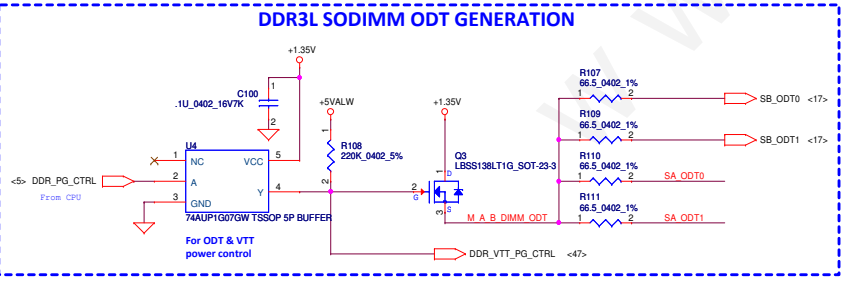 DDR3L SODIMM ODT GENERATION
+1.35V
C100
.1U_0402_16V7K
1
2
+5VALW
+1.35V
R107
66.5_0402_1%
1
2
SB_ODT0 <17>
R109
66.5_0402_1%
1
2
SB_ODT1 <17>
U4
1
NC
VCC
5
<5> DDR_PG_CTRL
2
A
From CPU
3
GND
Y
4
74AUP1G07GW TSSOP 5P BUFFER
1
R108
220K_0402_5%
2
Q3
LBSS138LT1G_SOT-23-3
1
D
2
G
3
S
R110
66.5_0402_1%
1
2
SA_ODT0
R111
66.5_0402_1%
M_A_B_DIMM_ODT
1
2
SA_ODT1
For ODT & VTT
power control
DDR_VTT_PG_CTRL <47>